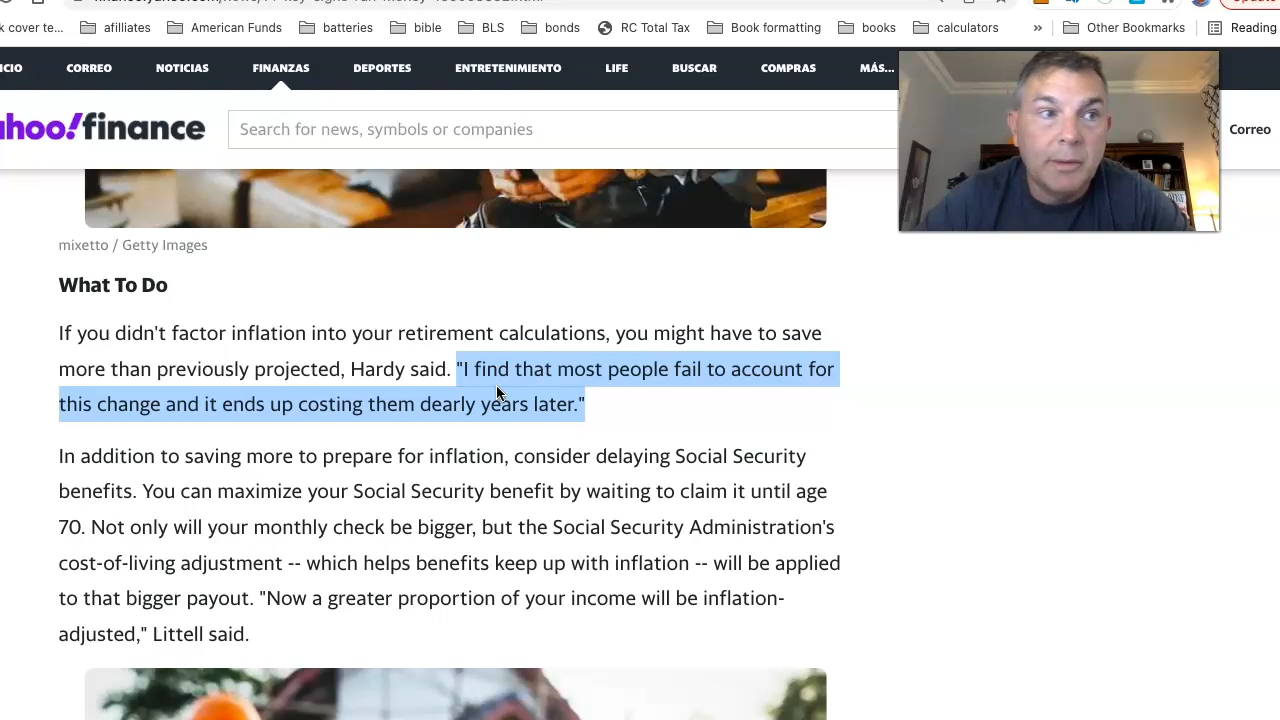 k cover te... affiliates American Funds batteries bible BLS bonds RC Total Tax Book formatting books calculators » Other Bookmarks Reading
ICIO CORREO NOTICIAS FINANZAS DEPORTES ENTRETENIMIENTO LIFE BUSCAR COMPRAS MÁS...
ahoo!finance Search for news, symbols or companies Correo
mixetto / Getty Images
What To Do
If you didn't factor inflation into your retirement calculations, you might have to save
more than previously projected, Hardy said. "I find that most people fail to account for
this change and it ends up costing them dearly years later."
In addition to saving more to prepare for inflation, consider delaying Social Security
benefits. You can maximize your Social Security benefit by waiting to claim it until age
70. Not only will your monthly check be bigger, but the Social Security Administration's
cost-of-living adjustment -- which helps benefits keep up with inflation -- will be applied
to that bigger payout. "Now a greater proportion of your income will be inflation-
adjusted," Littell said.